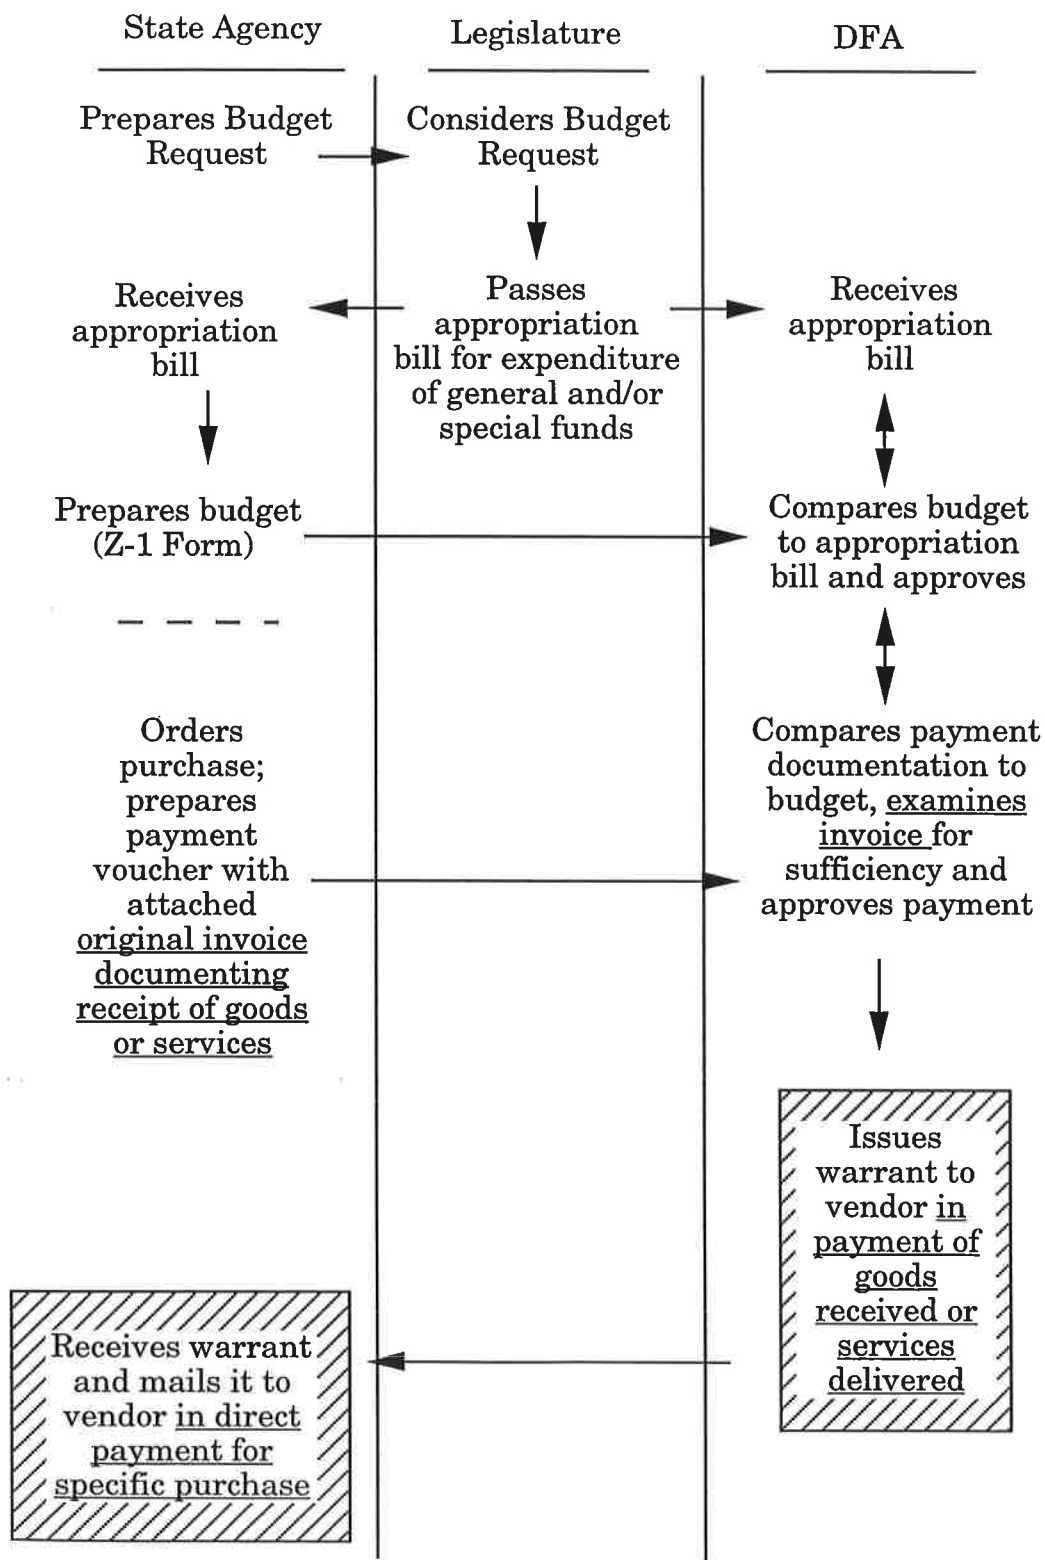 State Agency
Legislature
DFA
Prepares Budget
Request
Considers Budget
Request
Receives
appropriation
bill
Passes
appropriation
bill for expenditure
of general and/or
special funds
Receives
appropriation
bill
Prepares budget
(Z-1 Form)
Compares budget
to appropriation
bill and approves
Orders
purchase;
prepares
payment
voucher with
attached
original invoice
documenting
receipt of goods
or services
Compares payment
documentation to
budget, examines
invoice for
sufficiency and
approves payment
Issues
warrant to
vendor in
payment of
goods
received or
services
delivered
Receives warrant
and mails it to
vendor in direct
payment for
specific purchase